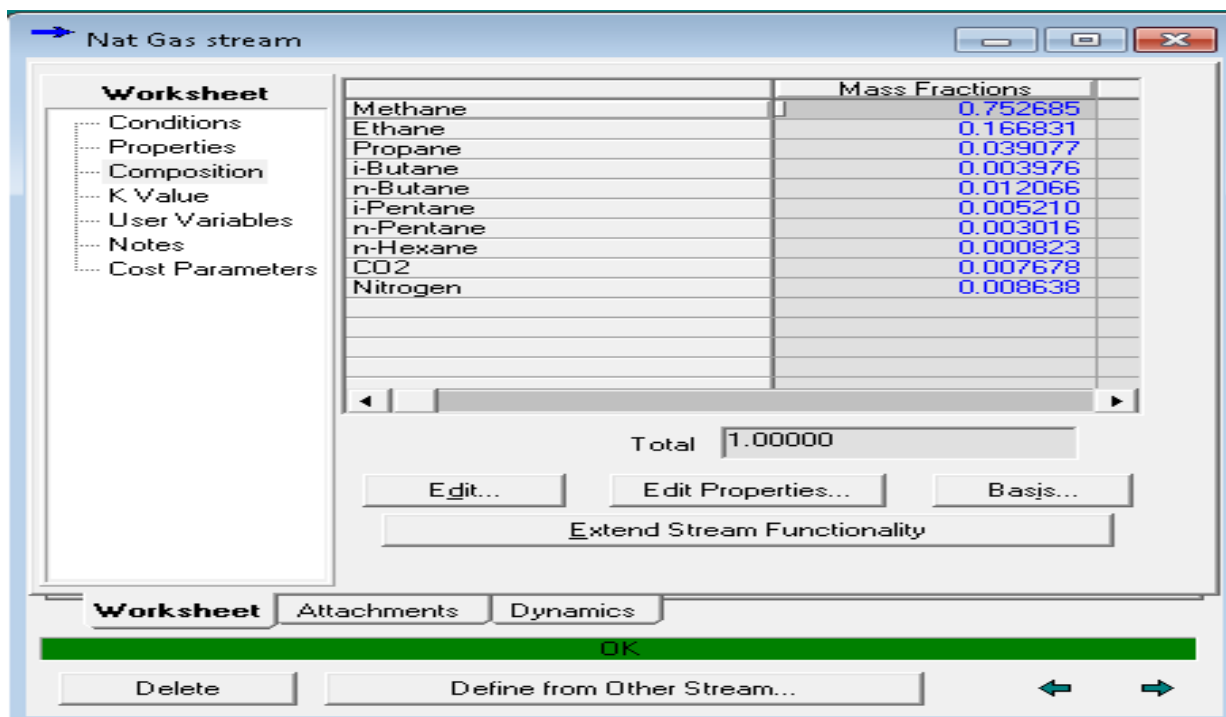 Nat Gas stream
Worksheet
Conditions
Properties
Composition
K Value
User Variables
Notes
Cost Parameters
Mass Fractions
Methane 0.752685
Ethane 0.166831
Propane 0.039077
i-Butane 0.003976
n-Butane 0.012066
i-Pentane 0.005210
n-Pentane 0.003016
n-Hexane 0.000823
CO2 0.007678
Nitrogen 0.008638
Total 1.00000
Edit... Edit Properties... Basis...
Extend Stream Functionality
Worksheet Attachments Dynamics
OK
Delete Define from Other Stream...